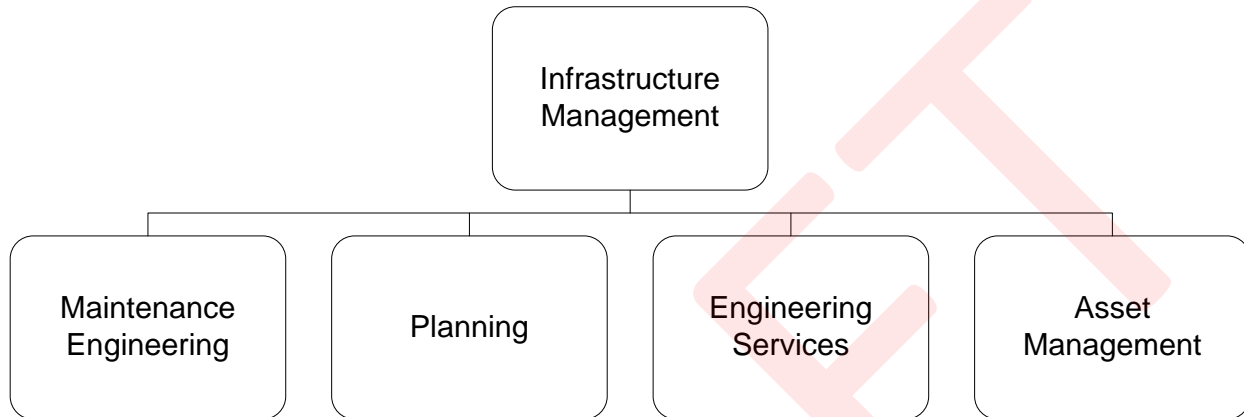 Infrastructure
Management
Maintenance
Engineering
Planning
Engineering
Services
Asset
Management